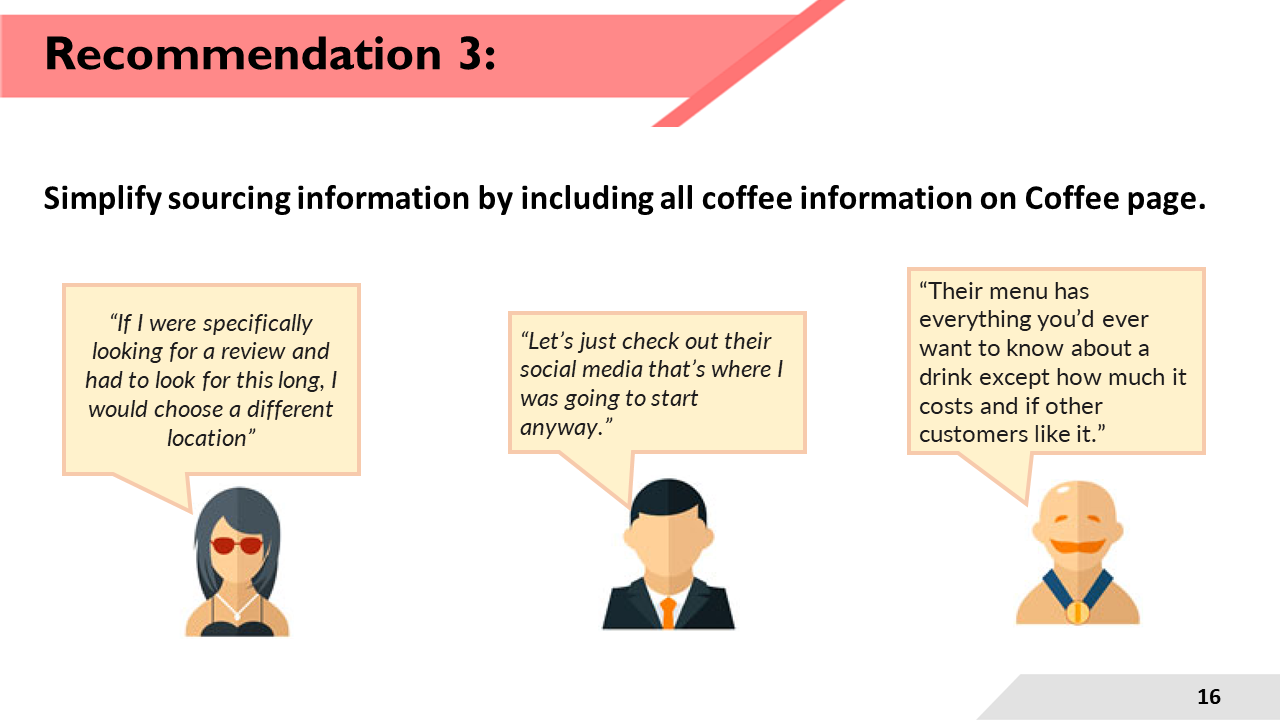 Recommendation 3:
Simplify sourcing information by including all coffee information on Coffee page.
“If I were specifically
looking for a review and
had to look for this long, I
would choose a different
location”
“Let’s just check out their
social media that’s where I
was going to start
anyway.”
“Their menu has
everything you’d ever
want to know about a
drink except how much it
costs and if other
customers like it.”
16